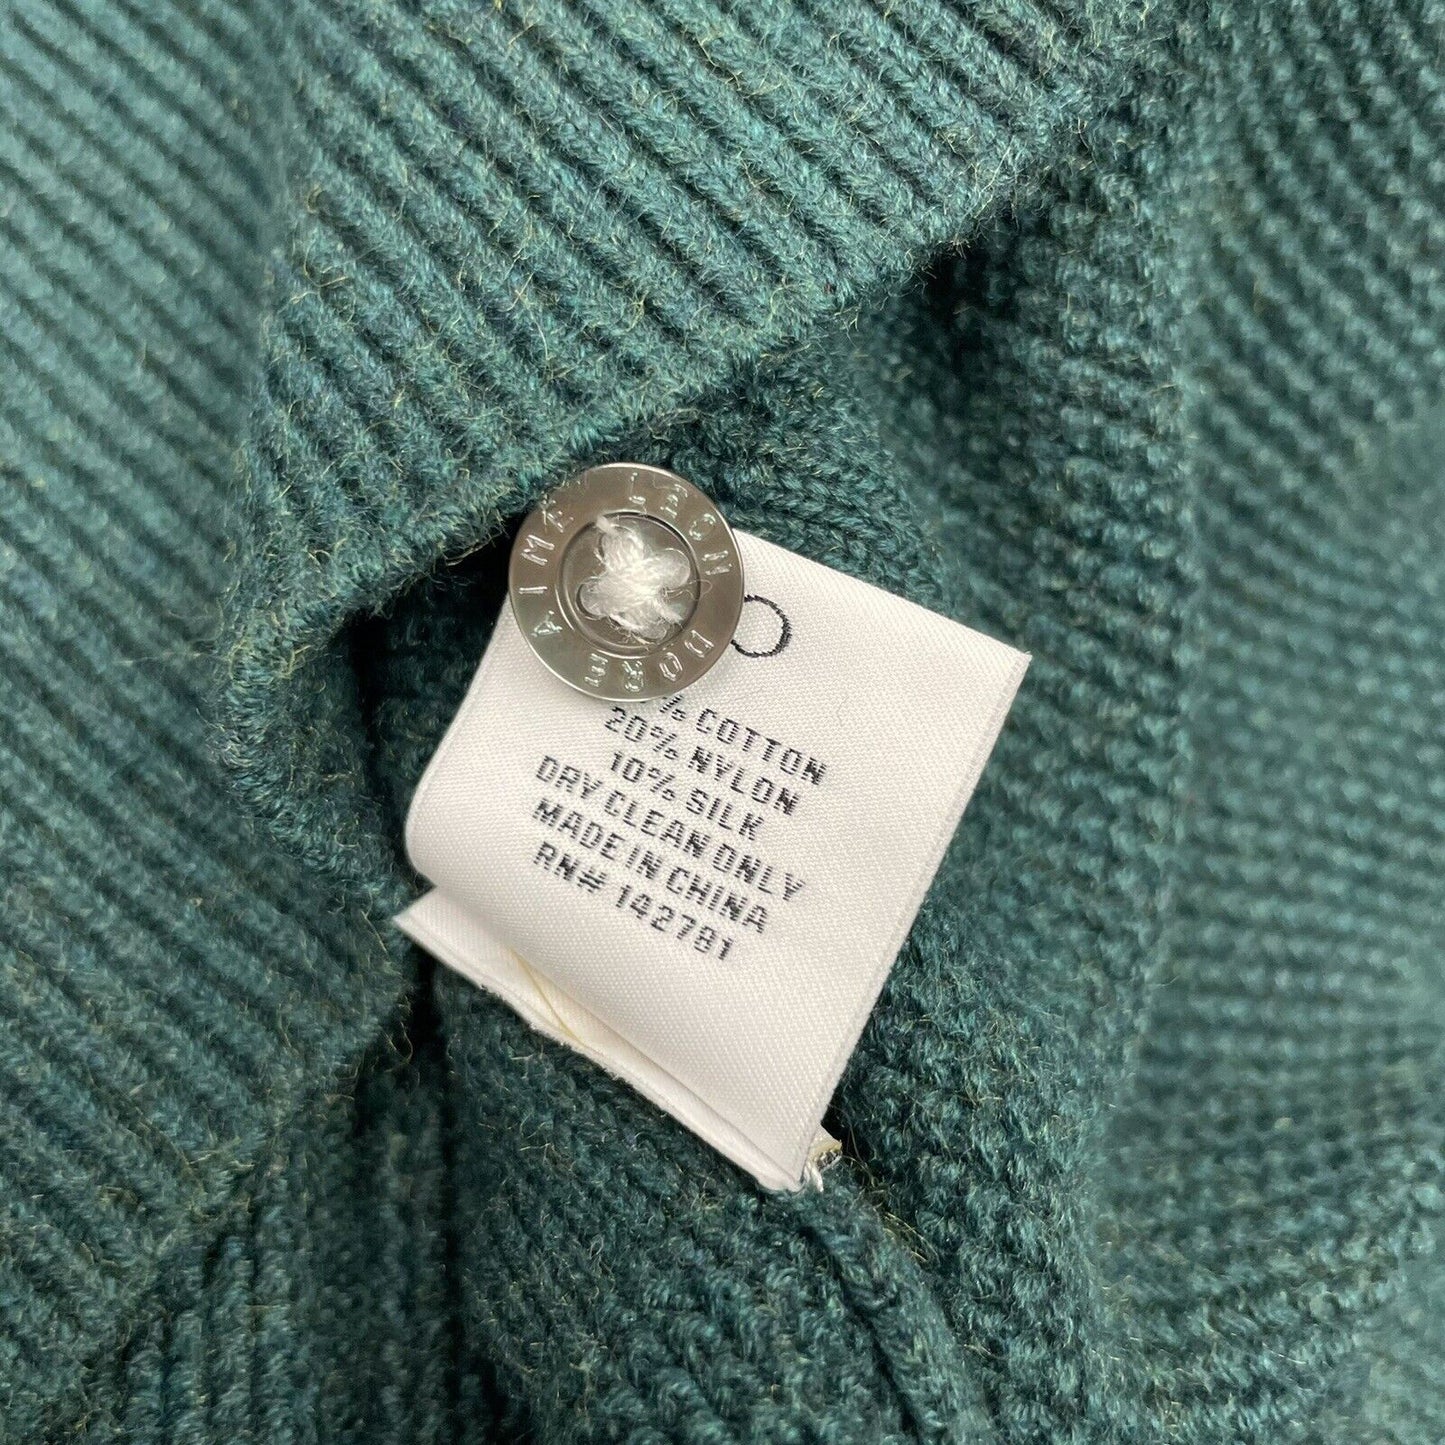 AIMÉ LEON DORE
% COTTON
20% NYLON
10% SILK
DRY CLEAN ONLY
MADE IN CHINA
RN# 142781